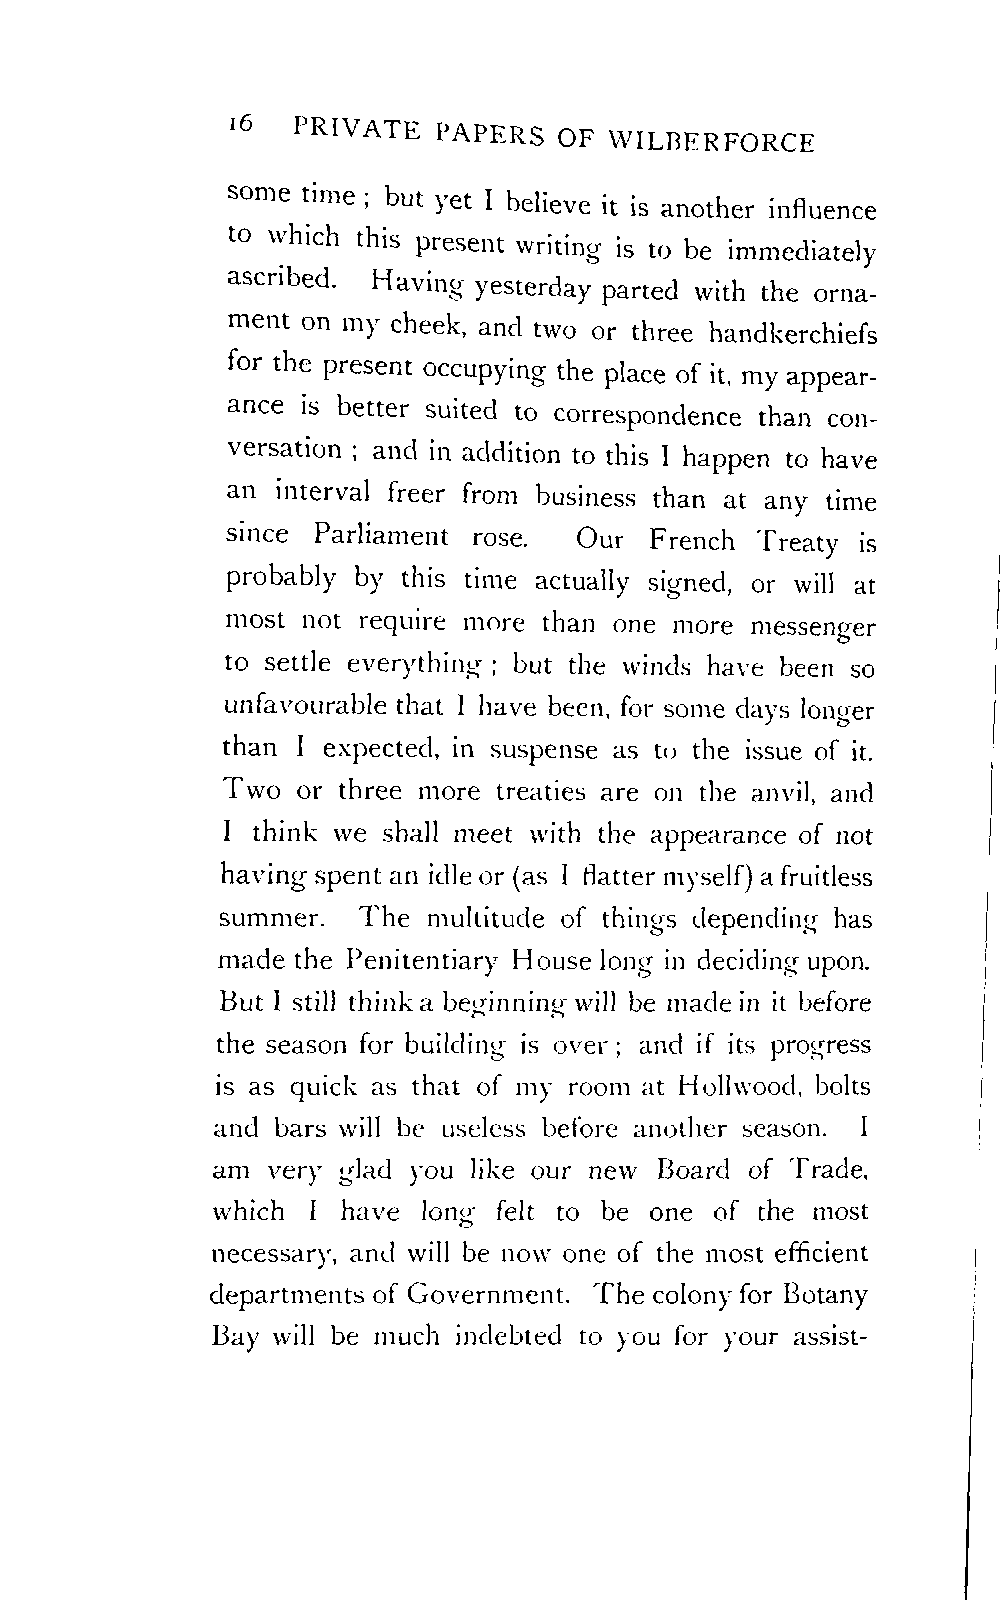 16 PRIVATE PAPERS OF WILBERFORCE
some time ; but yet I believe it is another influence
to which this present writing is to be immediately
ascribed. Having yesterday parted with the orna-
ment on my cheek, and two or three handkerchiefs
for the present occupying the place of it, my appear-
ance is better suited to correspondence than con-
versation ; and in addition to this I happen to have
an interval freer from business than at any time
since Parliament rose. Our French Treaty is
probably by this time actually signed, or will at
most not require more than one more messenger
to settle everything ; but the winds have been so
unfavourable that I have been, for some days longer
than I expected, in suspense as to the issue of it.
Two or three more treaties are on the anvil, and
I think we shall meet with the appearance of not
having spent an idle or (as I flatter myself) a fruitless
summer. The multitude of things depending has
made the Penitentiary House long in deciding upon.
But I still think a beginning will be made in it before
the season for building is over ; and if its progress
is as quick as that of my room at Hollwood, bolts
and bars will be useless before another season. I
am very glad you like our new Board of Trade,
which I have long felt to be one of the most
necessary, and will be now one of the most efficient
departments of Government. The colony for Botany
Bay will be much indebted to you for your assist-